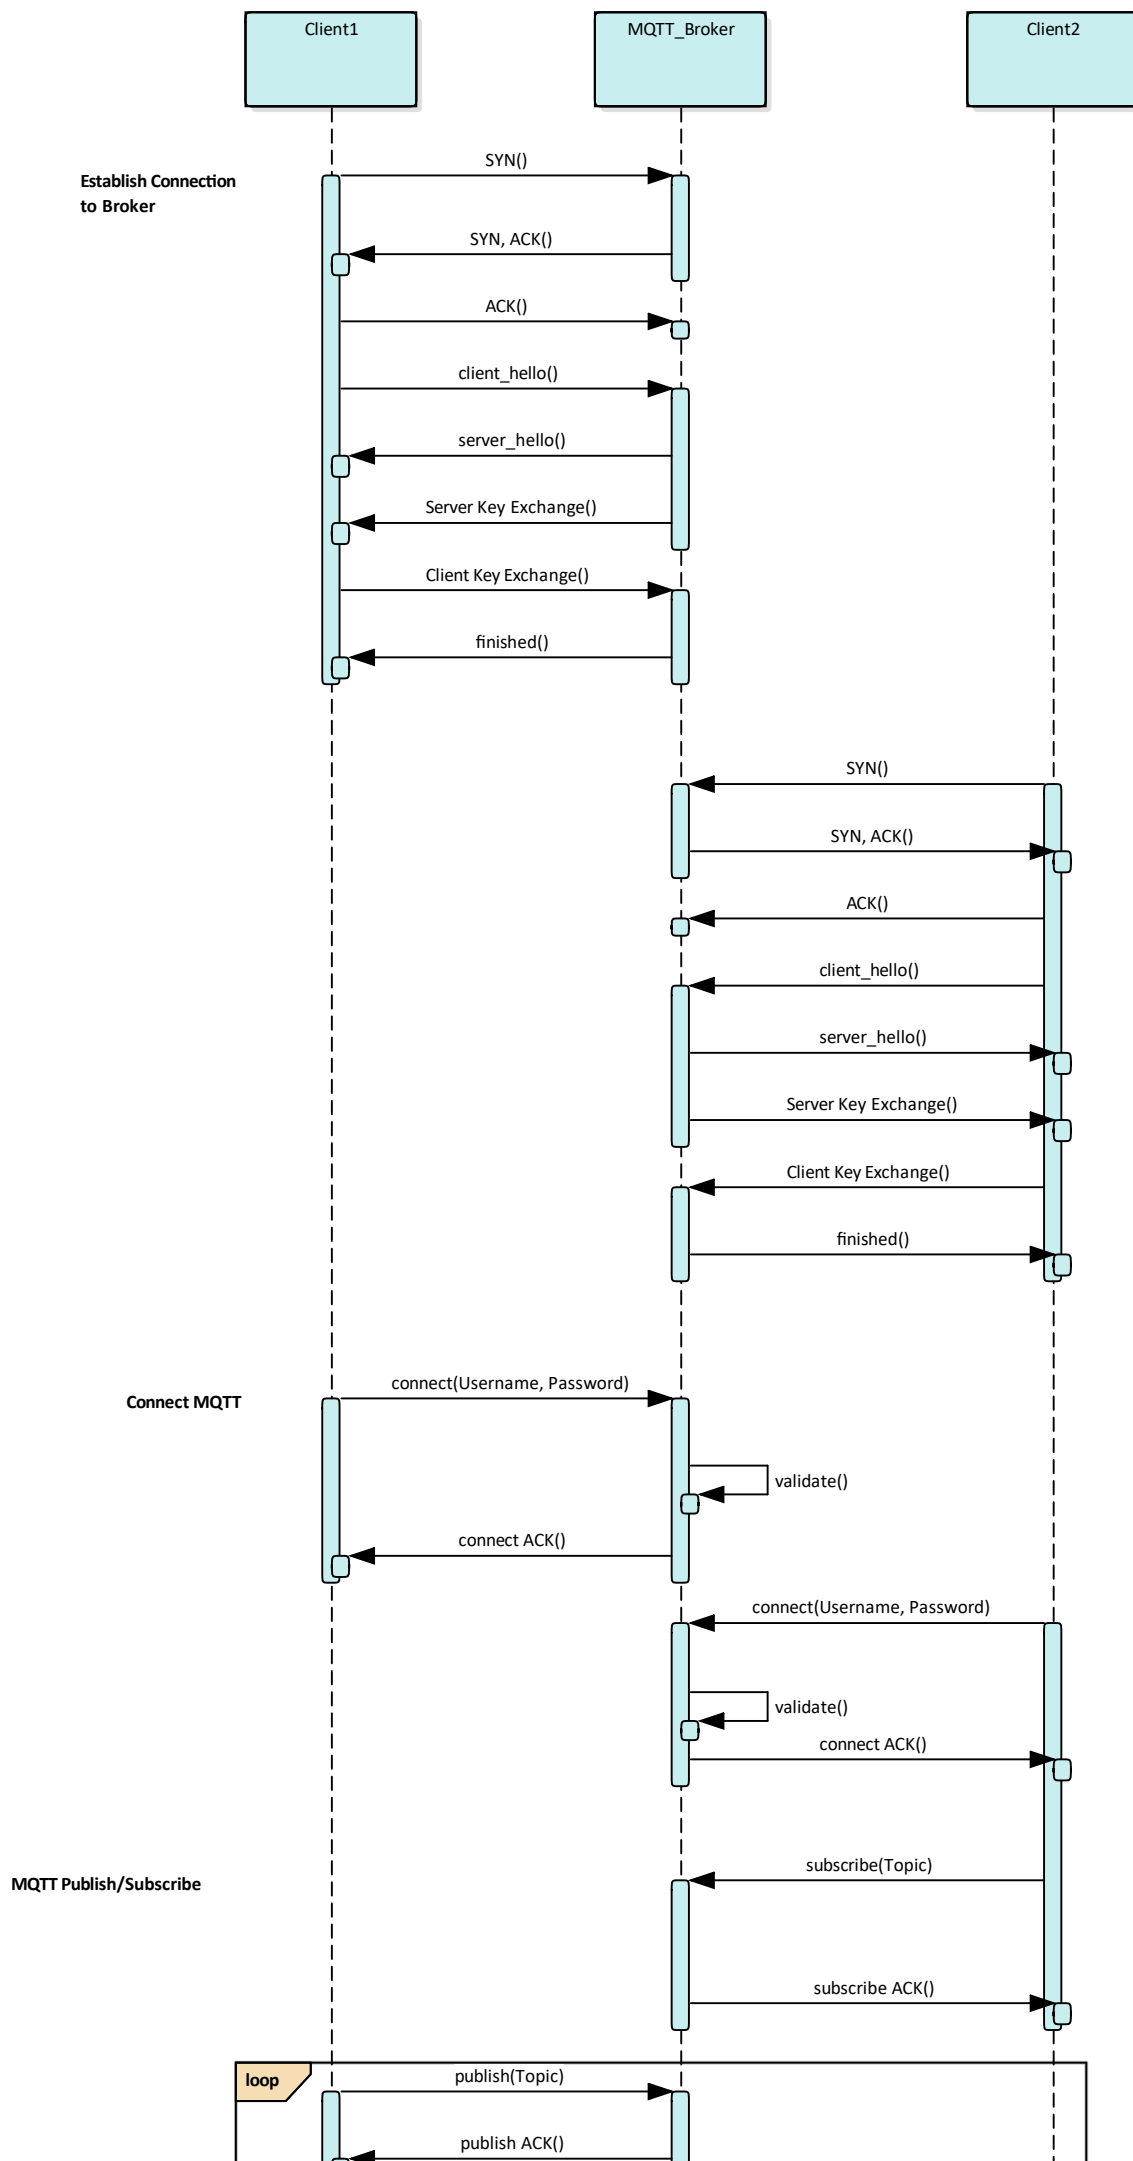 Client1
MQTT_Broker
Client2
SYN()
Establish Connection
to Broker
SYN, ACK()
ACK()
client_hello()
server_hello()
Server Key Exchange()
Client Key Exchange()
finished()
SYN()
SYN, ACK()
ACK()
client_hello()
server_hello()
Server Key Exchange()
Client Key Exchange()
finished()
connect(Username, Password)
Connect MQTT
validate()
connect ACK()
connect(Username, Password)
validate()
connect ACK()
subscribe(Topic)
MQTT Publish/Subscribe
subscribe ACK()
loop
publish(Topic)
publish ACK()